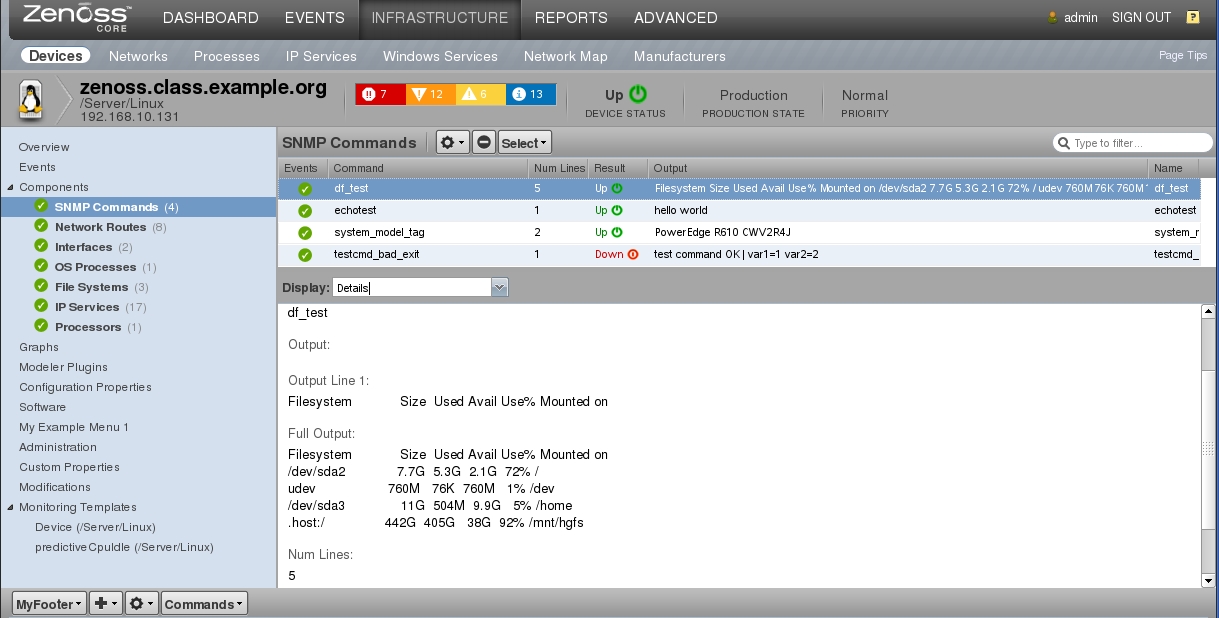 Zenoss CORE
DASHBOARD EVENTS INFRASTRUCTURE REPORTS ADVANCED
admin SIGN OUT ?
Devices Networks Processes IP Services Windows Services Network Map Manufacturers Page Tips
zenoss.class.example.org
/Server/Linux
192.168.10.131
7 12 6 13
Up
DEVICE STATUS
Production
PRODUCTION STATE
Normal
PRIORITY
Overview
Events
Components
SNMP Commands (4)
Network Routes (8)
Interfaces (2)
OS Processes (1)
File Systems (3)
IP Services (17)
Processors (1)
Graphs
Modeler Plugins
Configuration Properties
Software
My Example Menu 1
Administration
Custom Properties
Modifications
Monitoring Templates
Device (/Server/Linux)
predictiveCpuIdle (/Server/Linux)
SNMP Commands Select Type to filter...
Events Command Num Lines Result Output Name
df_test 5 Up Filesystem Size Used Avail Use% Mounted on /dev/sda2 7.7G 5.3G 2.1G 72% / udev 760M 76K 760M 1 df_test
echotest 1 Up hello world echotest
system_model_tag 2 Up PowerEdge R610 CWV2R4J system_r
testcmd_bad_exit 1 Down test command OK | var1=1 var2=2 testcmd_
Display: Details
df_test
Output:
Output Line 1:
Filesystem Size Used Avail Use% Mounted on
Full Output:
Filesystem Size Used Avail Use% Mounted on
/dev/sda2 7.7G 5.3G 2.1G 72% /
udev 760M 76K 760M 1% /dev
/dev/sda3 11G 504M 9.9G 5% /home
.host:/ 442G 405G 38G 92% /mnt/hgfs
Num Lines:
5
MyFooter Commands